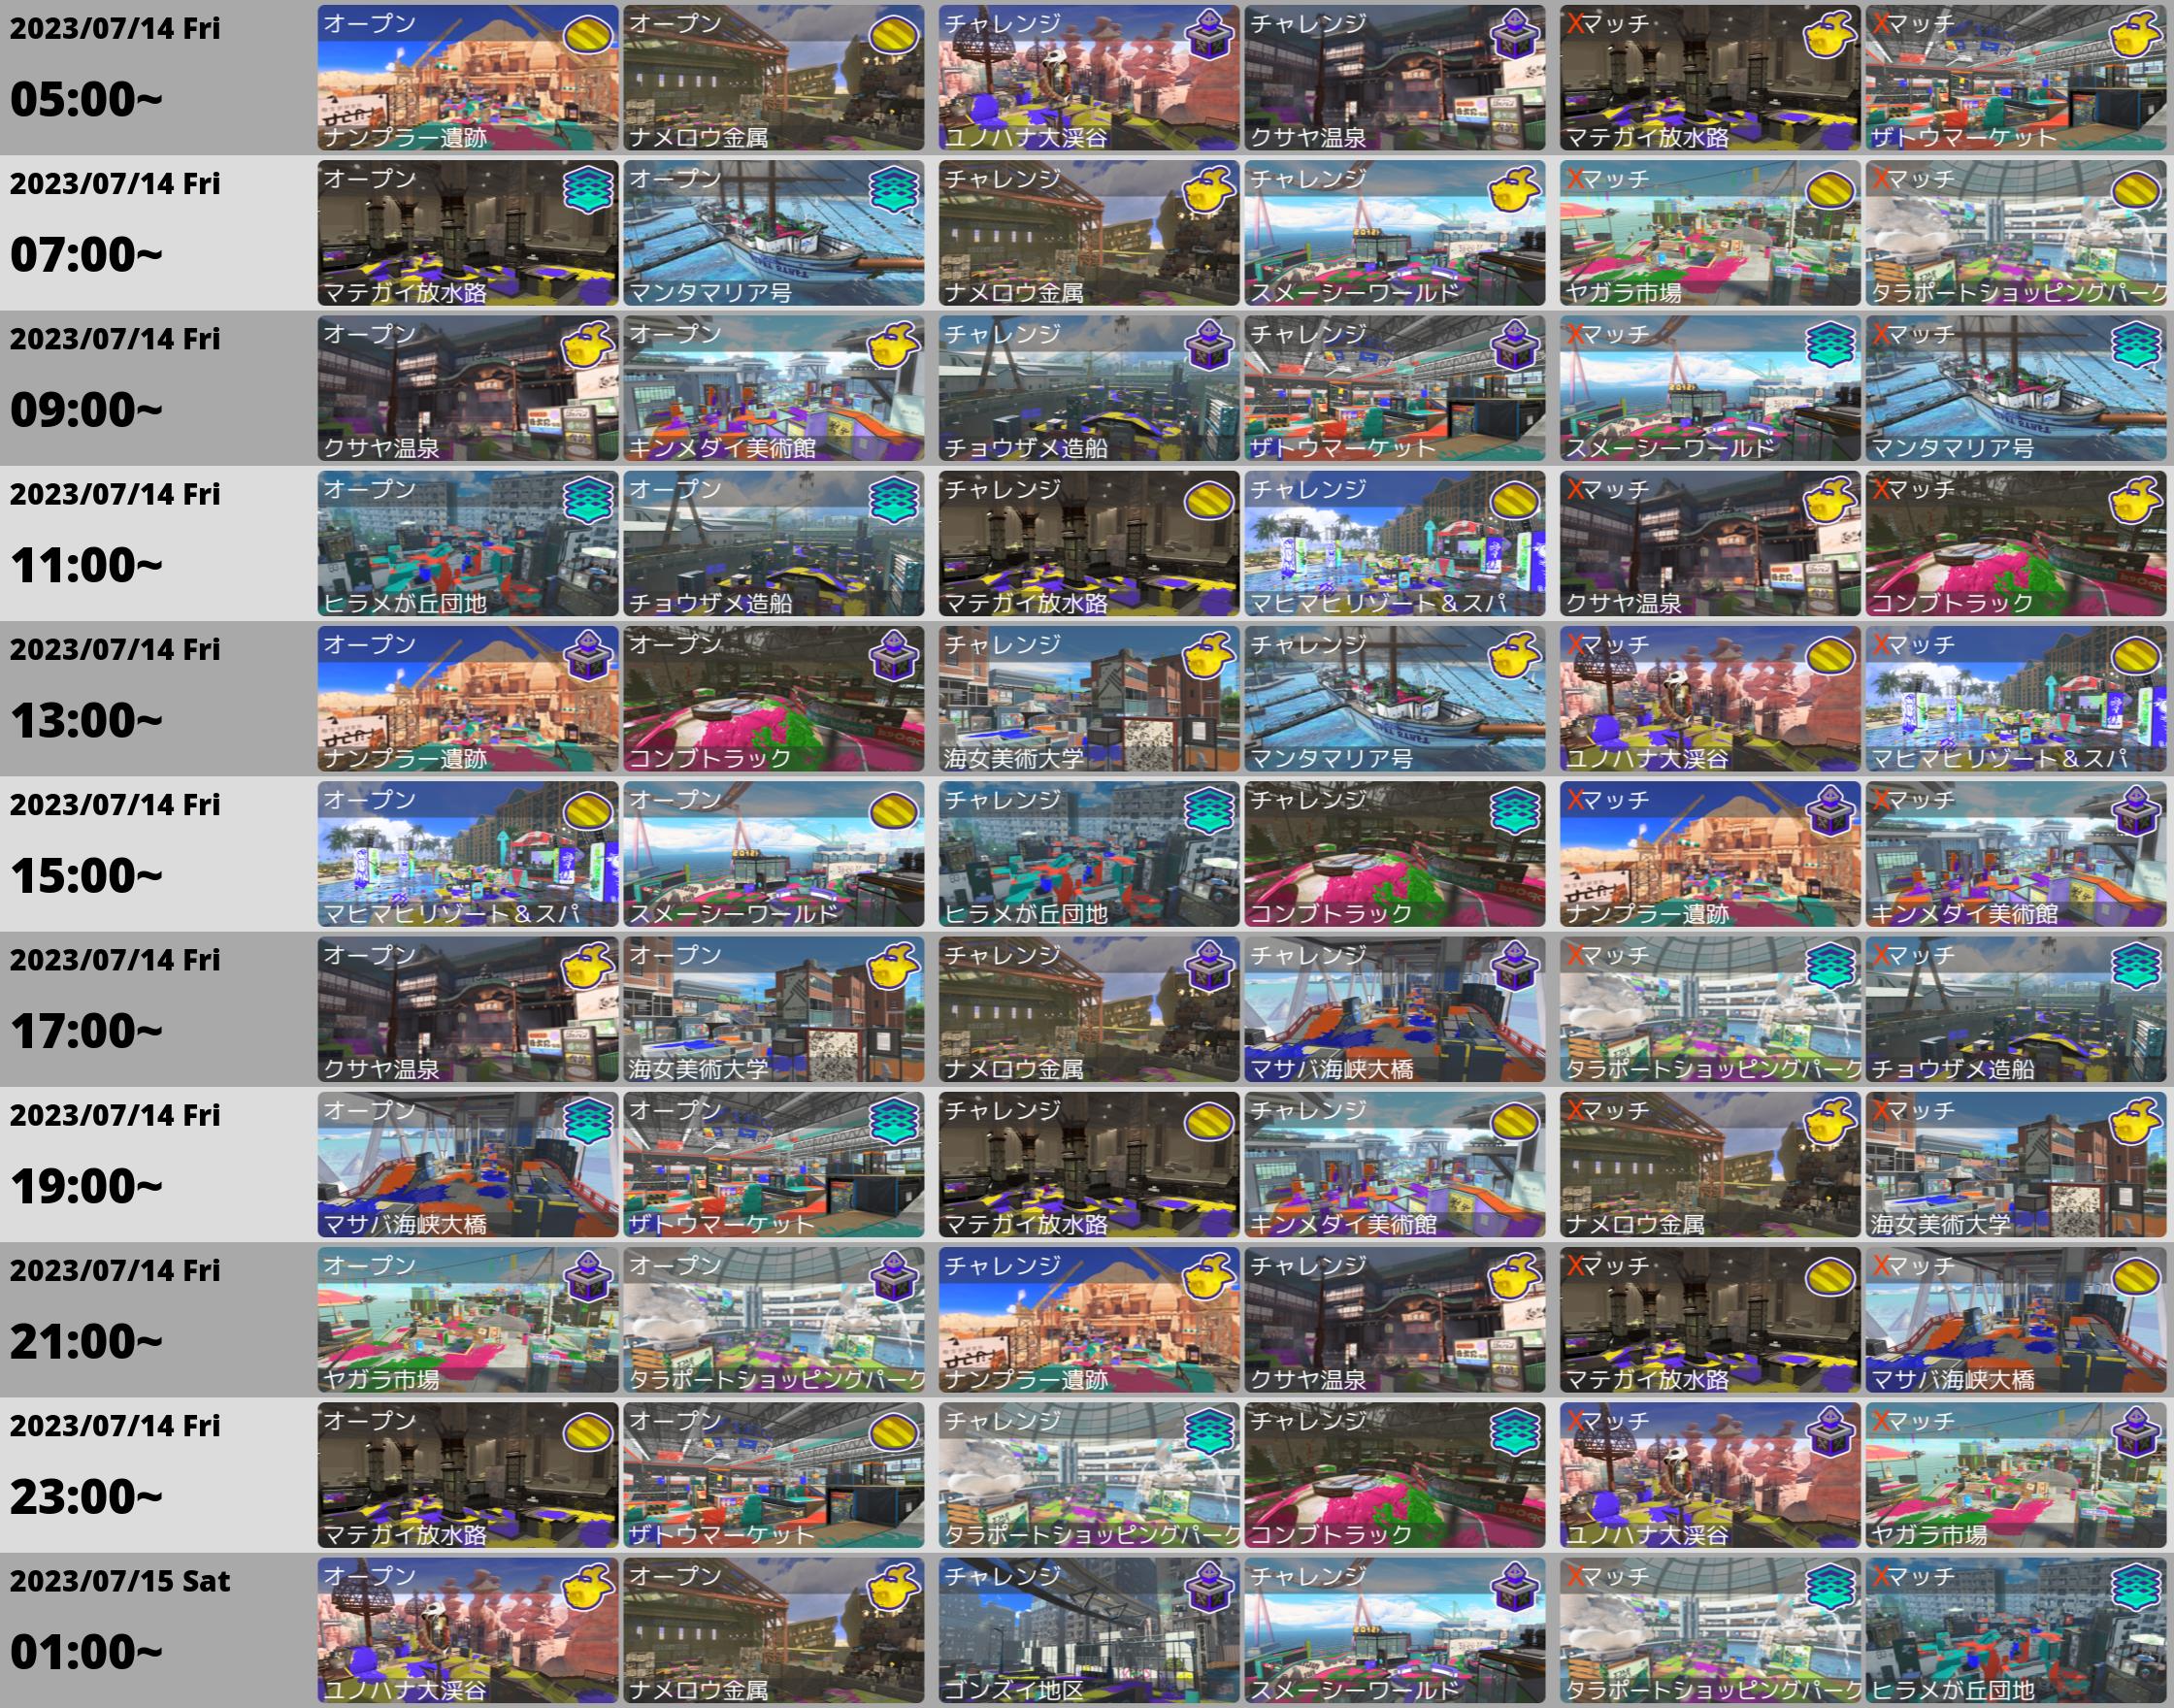 2023/07/14 Fri
05:00~
オープン オープン チャレンジ チャレンジ Xマッチ Xマッチ
ナンプラー遺跡 ナメロウ金属 ユノハナ大渓谷 クサヤ温泉 マテガイ放水路 ザトウマーケット
2023/07/14 Fri
07:00~
オープン オープン チャレンジ チャレンジ Xマッチ Xマッチ
マテガイ放水路 マンタマリア号 ナメロウ金属 スメーシーワールド ヤガラ市場 タラポートショッピングパーク
2023/07/14 Fri
09:00~
オープン オープン チャレンジ チャレンジ Xマッチ Xマッチ
クサヤ温泉 キンメダイ美術館 チョウザメ造船 ザトウマーケット スメーシーワールド マンタマリア号
2023/07/14 Fri
11:00~
オープン オープン チャレンジ チャレンジ Xマッチ Xマッチ
ヒラメが丘団地 チョウザメ造船 マテガイ放水路 マヒマヒリゾート＆スパ クサヤ温泉 コンブトラック
2023/07/14 Fri
13:00~
オープン オープン チャレンジ チャレンジ Xマッチ Xマッチ
ナンプラー遺跡 コンブトラック 海女美術大学 マンタマリア号 ユノハナ大渓谷 マヒマヒリゾート＆スパ
2023/07/14 Fri
15:00~
オープン オープン チャレンジ チャレンジ Xマッチ Xマッチ
マヒマヒリゾート＆スパ スメーシーワールド ヒラメが丘団地 コンブトラック ナンプラー遺跡 キンメダイ美術館
2023/07/14 Fri
17:00~
オープン オープン チャレンジ チャレンジ Xマッチ Xマッチ
クサヤ温泉 海女美術大学 ナメロウ金属 マサバ海峡大橋 タラポートショッピングパーク チョウザメ造船
2023/07/14 Fri
19:00~
オープン オープン チャレンジ チャレンジ Xマッチ Xマッチ
マサバ海峡大橋 ザトウマーケット マテガイ放水路 キンメダイ美術館 ナメロウ金属 海女美術大学
2023/07/14 Fri
21:00~
オープン オープン チャレンジ チャレンジ Xマッチ Xマッチ
ヤガラ市場 タラポートショッピングパーク ナンプラー遺跡 クサヤ温泉 マテガイ放水路 マサバ海峡大橋
2023/07/14 Fri
23:00~
オープン オープン チャレンジ チャレンジ Xマッチ Xマッチ
マテガイ放水路 ザトウマーケット タラポートショッピングパーク コンブトラック ユノハナ大渓谷 ヤガラ市場
2023/07/15 Sat
01:00~
オープン オープン チャレンジ チャレンジ Xマッチ Xマッチ
ユノハナ大渓谷 ナメロウ金属 ゴンズイ地区 スメーシーワールド タラポートショッピングパーク ヒラメが丘団地